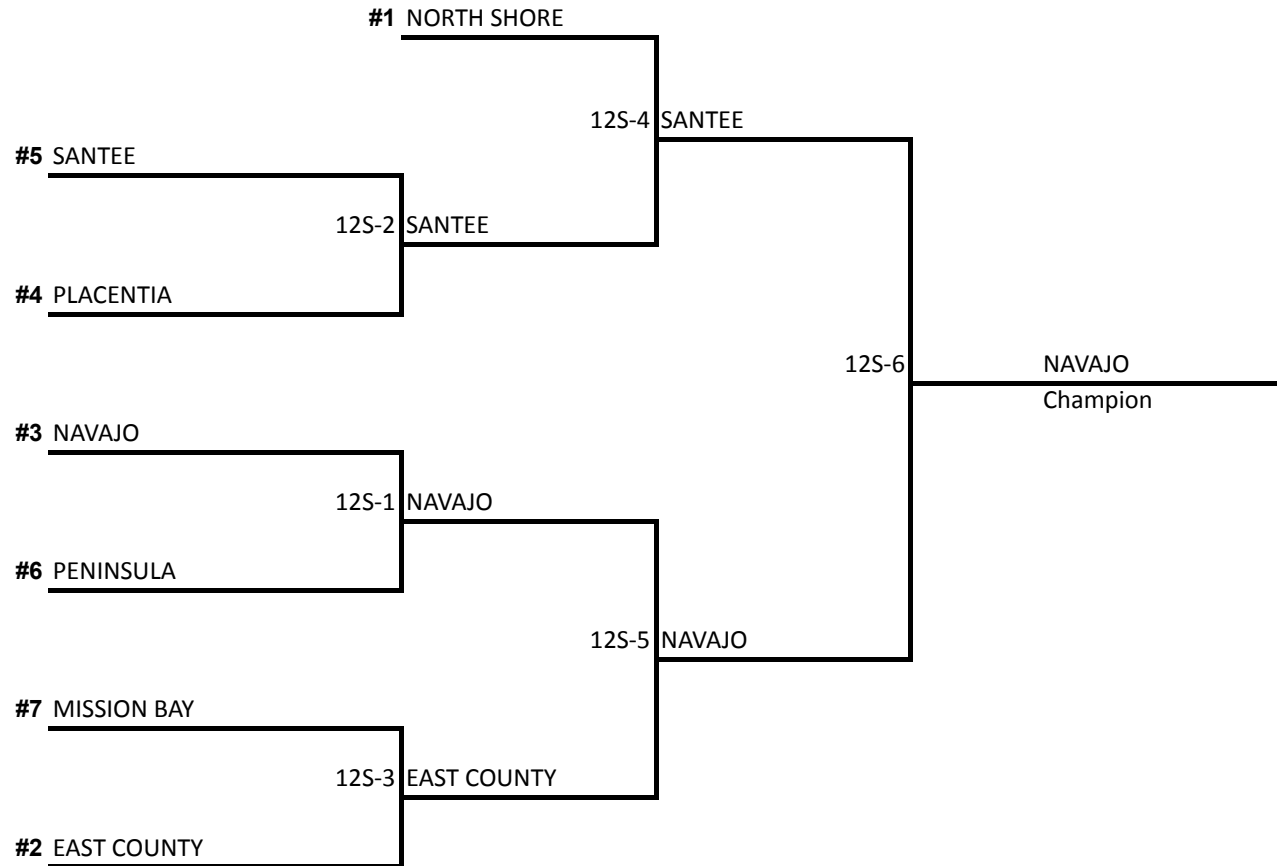 #1 NORTH SHORE
12S-4 SANTEE
#5 SANTEE
12S-2 SANTEE
#4 PLACENTIA
12S-6 NAVAJO
Champion
#3 NAVAJO
12S-1 NAVAJO
#6 PENINSULA
12S-5 NAVAJO
#7 MISSION BAY
12S-3 EAST COUNTY
#2 EAST COUNTY